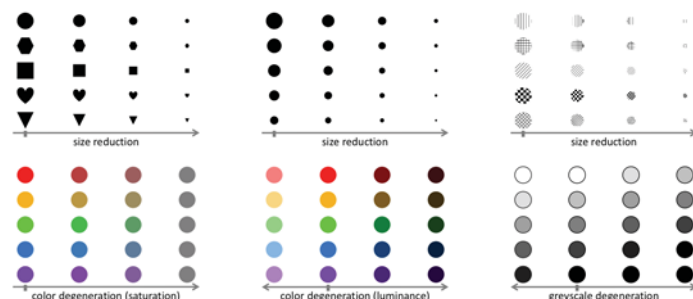 size reduction
size reduction
size reduction
color degeneration (saturation)
color degeneration (luminance)
greyscale degeneration